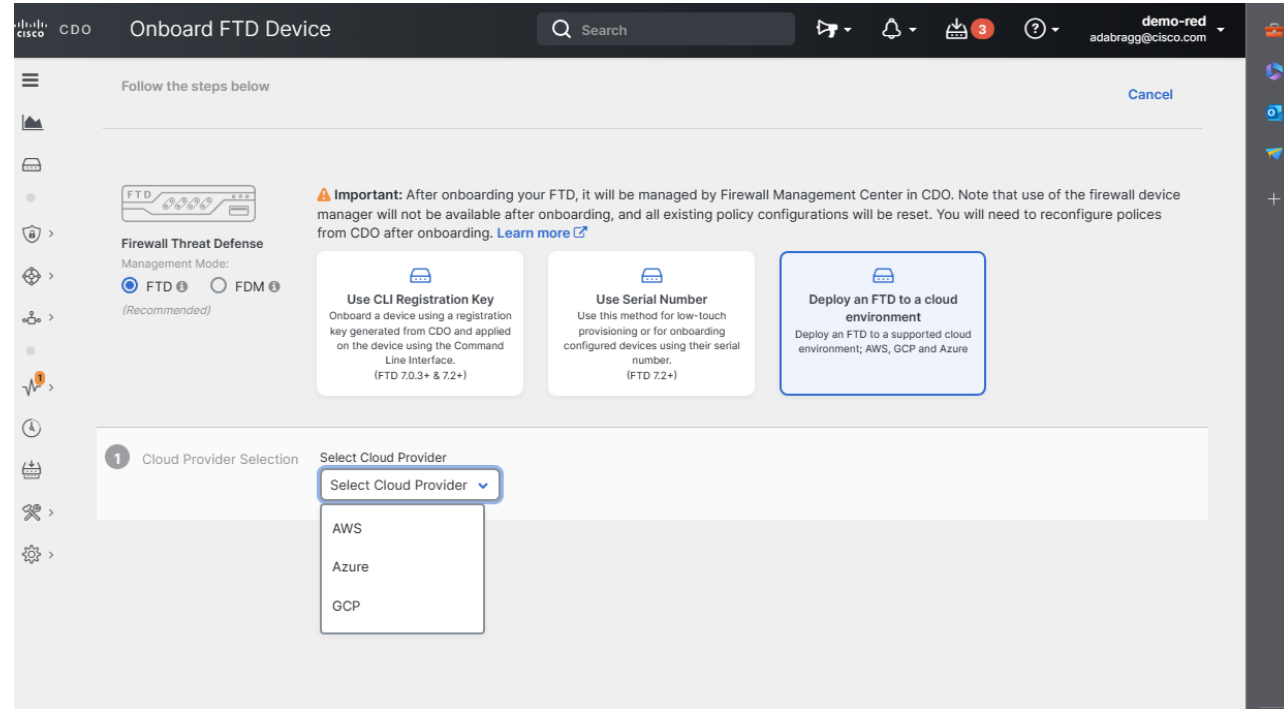 cisco CDO Onboard FTD Device Search 3 demo-red
adabragg@cisco.com
Follow the steps below
Cancel
FTD
Firewall Threat Defense
Management Mode:
FTD FDM
(Recommended)
Important: After onboarding your FTD, it will be managed by Firewall Management Center in CDO. Note that use of the firewall device
manager will not be available after onboarding, and all existing policy configurations will be reset. You will need to reconfigure polices
from CDO after onboarding. Learn more
Use CLI Registration Key
Onboard a device using a registration
key generated from CDO and applied
on the device using the Command
Line Interface.
(FTD 7.0.3+ & 7.2+)
Use Serial Number
Use this method for low-touch
provisioning or for onboarding
configured devices using their serial
number.
(FTD 7.2+)
Deploy an FTD to a cloud
environment
Deploy an FTD to a supported cloud
environment; AWS, GCP and Azure
1
1 Cloud Provider Selection
Select Cloud Provider
Select Cloud Provider
AWS
Azure
GCP